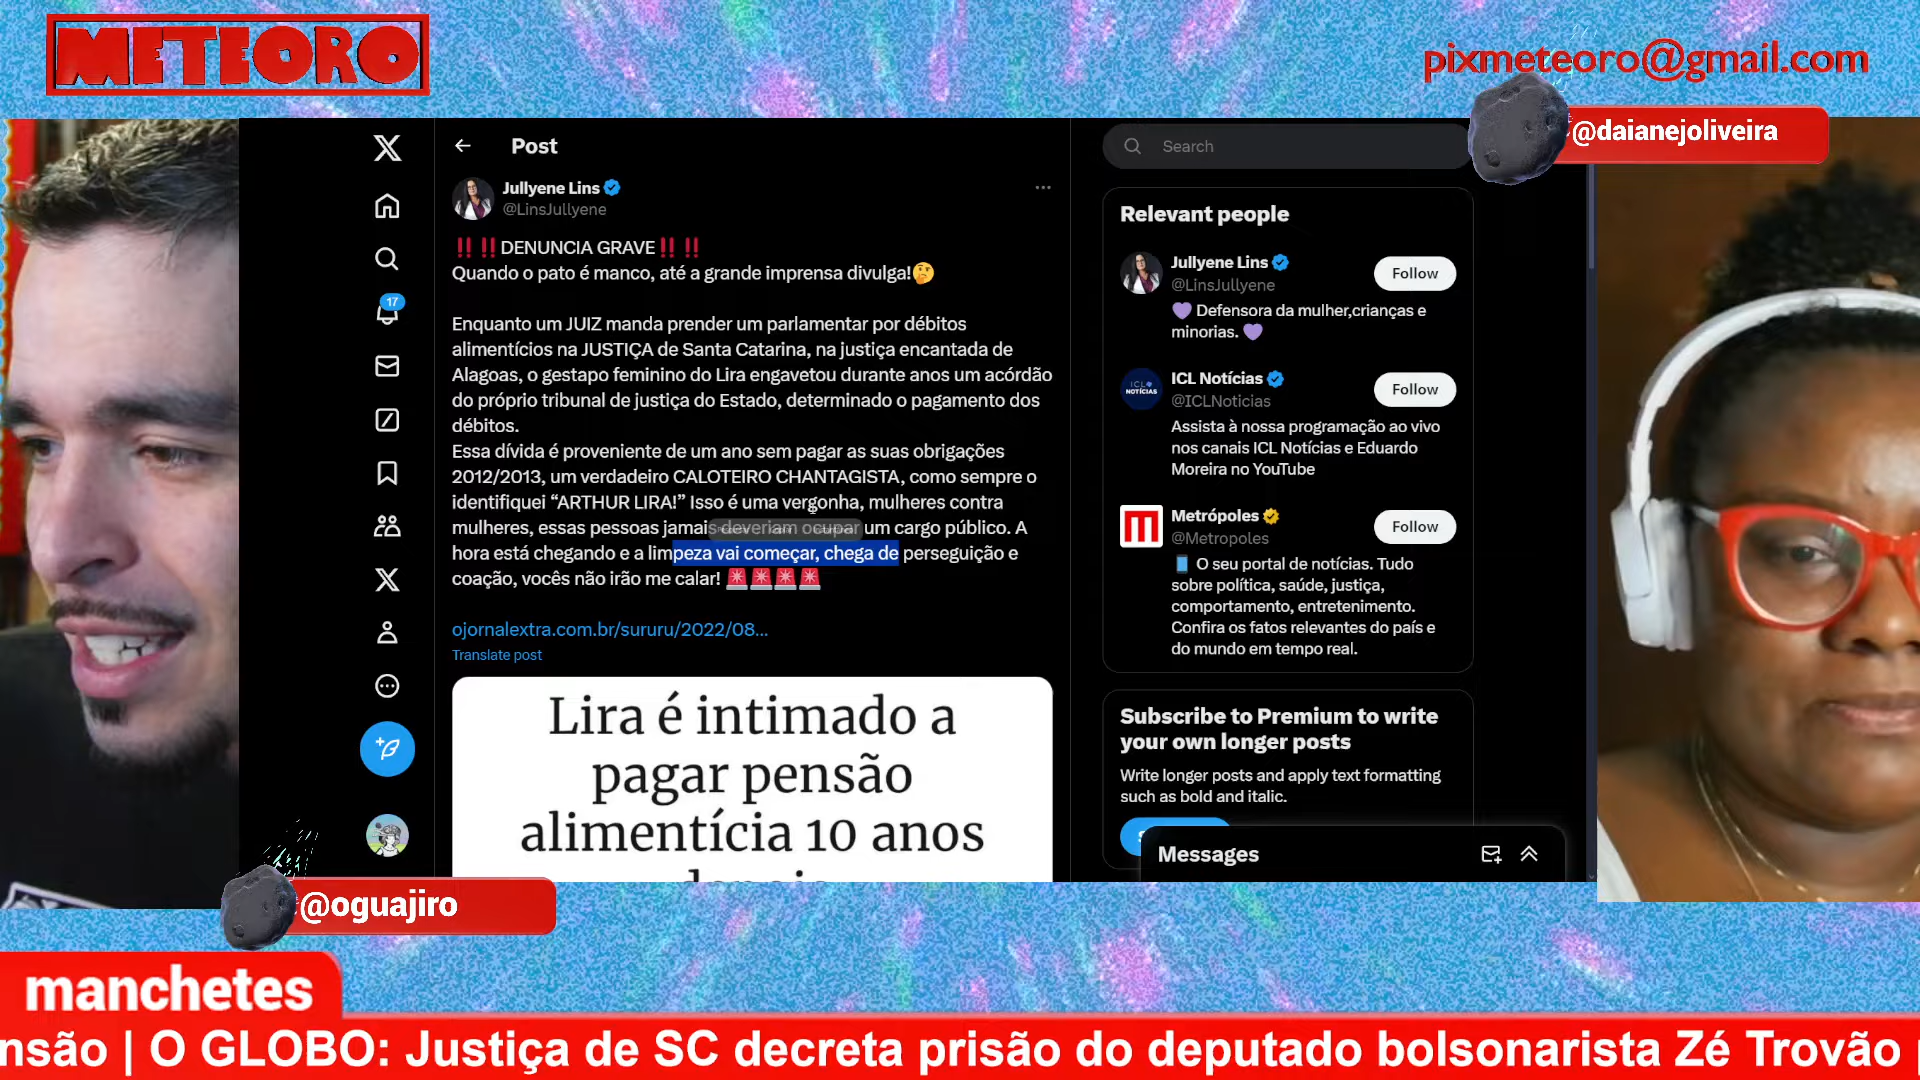 METEORO
pixmeteoro@gmail.com
@daianejoliveira
Post
Jullyene Lins
@LinsJullyene
‼️ ‼️DENUNCIA GRAVE‼️ ‼️
Quando o pato é manco, até a grande imprensa divulga!🤔
Enquanto um JUIZ manda prender um parlamentar por débitos
alimentícios na JUSTIÇA de Santa Catarina, na justiça encantada de
Alagoas, o gestapo feminino do Lira engavetou durante anos um acórdão
do próprio tribunal de justiça do Estado, determinado o pagamento dos
débitos.
Essa dívida é proveniente de um ano sem pagar as suas obrigações
2012/2013, um verdadeiro CALOTEIRO CHANTAGISTA, como sempre o
identifiquei “ARTHUR LIRA!” Isso é uma vergonha, mulheres contra
mulheres, essas pessoas jamais deveriam ocupar um cargo público. A
hora está chegando e a limpeza vai começar, chega de perseguição e
coação, vocês não irão me calar! 🚨🚨🚨🚨
ojornalextra.com.br/sururu/2022/08...
Translate post
Lira é intimado a
pagar pensão
alimentícia 10 anos
17
Search
Relevant people
Jullyene Lins
@LinsJullyene
Follow
💜 Defensora da mulher,crianças e
minorias. 💜
ICL NOTÍCIAS
ICL Notícias
@ICLNoticias
Follow
Assista à nossa programação ao vivo
nos canais ICL Notícias e Eduardo
Moreira no YouTube
Metrópoles
@Metropoles
Follow
📱 O seu portal de notícias. Tudo
sobre política, saúde, justiça,
comportamento, entretenimento.
Confira os fatos relevantes do país e
do mundo em tempo real.
Subscribe to Premium to write
your own longer posts
Write longer posts and apply text formatting
such as bold and italic.
Messages
@oguajiro
manchetes
nsão | O GLOBO: Justiça de SC decreta prisão do deputado bolsonarista Zé Trovão